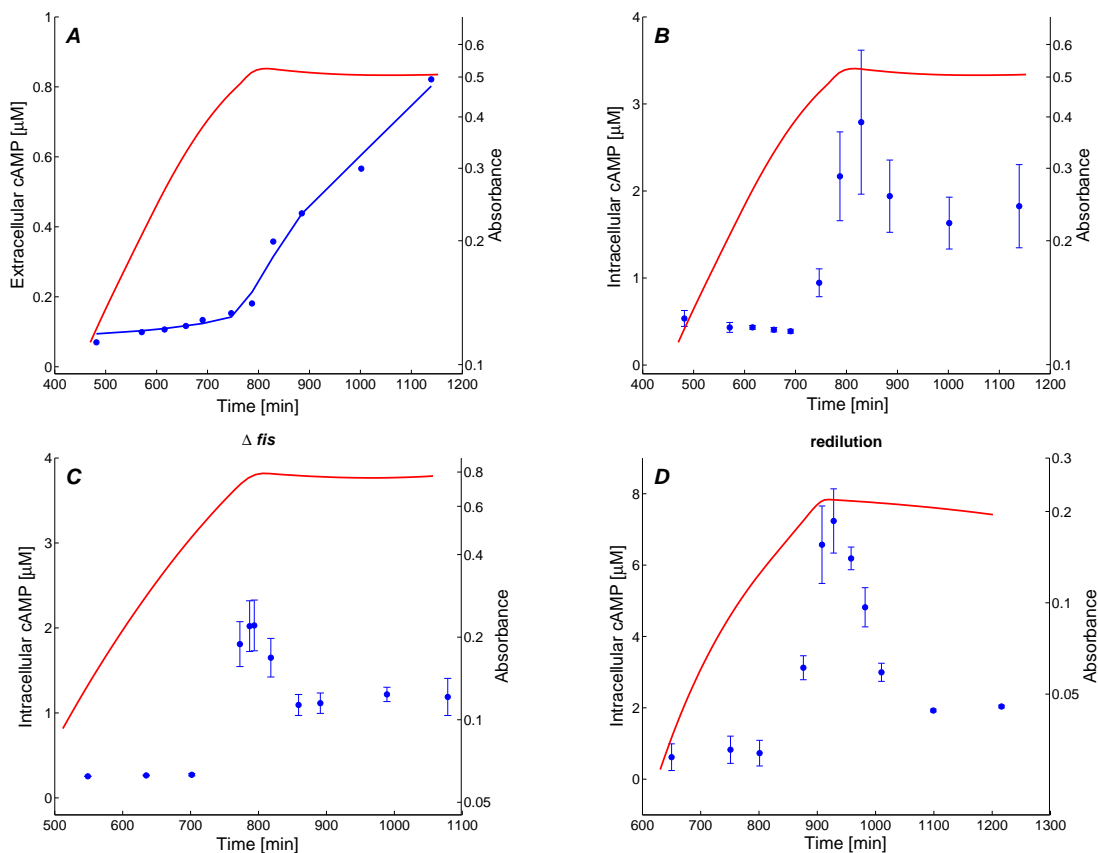 A
Extracellular cAMP [µM]
1
0.8
0.6
0.4
0.2
0
0.6
0.5
0.4
0.3
0.2
0.1
Absorbance
400 500 600 700 800 900 1000 1100 1200
Time [min]
B
Intracellular cAMP [µM]
4
3
2
1
0
0.6
0.5
0.4
0.3
0.2
0.1
Absorbance
400 500 600 700 800 900 1000 1100 1200
Time [min]
Δ fis
C
Intracellular cAMP [µM]
4
3
2
1
0
0.8
0.6
0.4
0.2
0.1
0.05
Absorbance
500 600 700 800 900 1000 1100
Time [min]
redilution
D
Intracellular cAMP [µM]
8
6
4
2
0
0.3
0.2
0.1
0.05
Absorbance
600 700 800 900 1000 1100 1200 1300
Time [min]